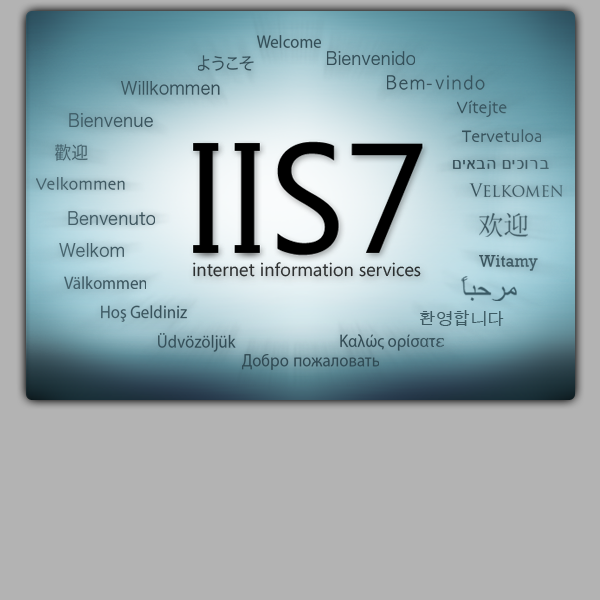 Welcome
Bienvenido
ようこそ
Bem-vindo
Willkommen
Vítejte
Bienvenue
Tervetuloa
歡迎
ברוכים הבאים
Velkommen
VELKOMEN
IIS7
internet information services
Benvenuto
欢迎
Welkom
Witamy
Välkommen
مرحباً
Hoş Geldiniz
환영합니다
Üdvözöljük
Καλώς ορίσατε
Добро пожаловать